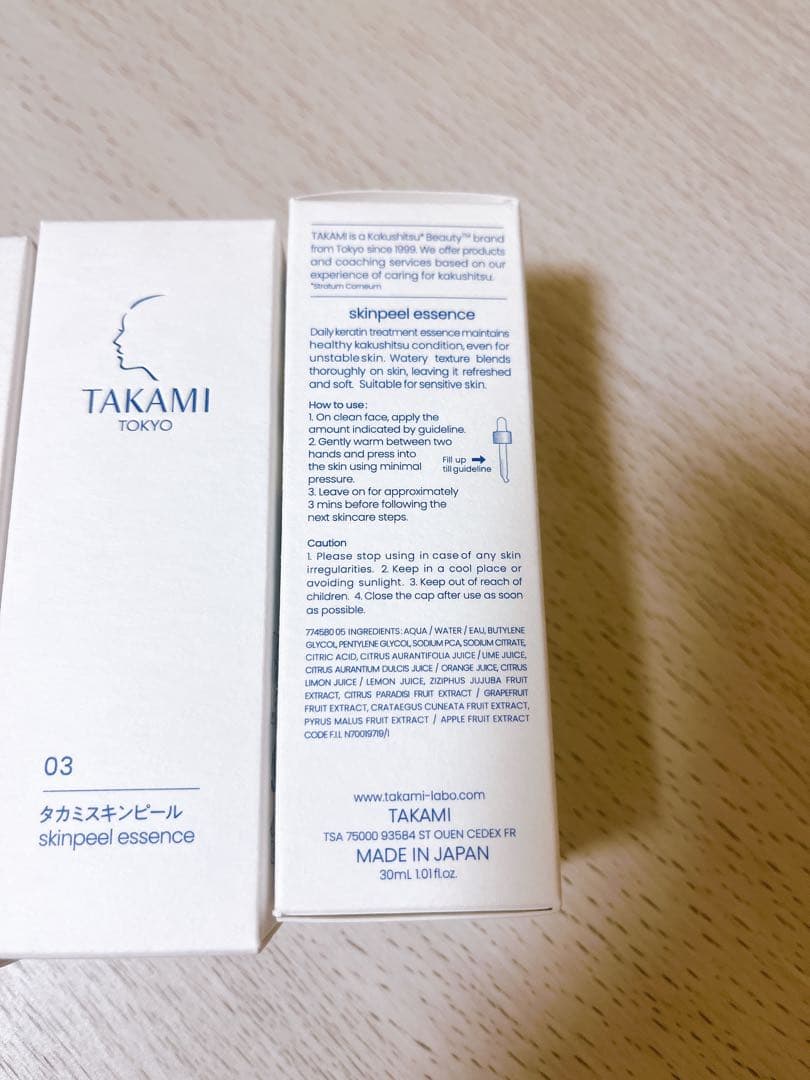 TAKAMI
TOKYO
03
タカミスキンピール
skinpeel essence
TAKAMI is a Kakushitsu* Beauty™ brand
from Tokyo since 1999. We offer products
and coaching services based on our
experience of caring for kakushitsu.
*Stratum Corneum
skinpeel essence
Daily keratin treatment essence maintains
healthy kakushitsu condition, even for
unstable skin. Watery texture blends
thoroughly on skin, leaving it refreshed
and soft. Suitable for sensitive skin.
How to use:
1. On clean face, apply the
amount indicated by guideline.
2. Gently warm between two
hands and press into
the skin using minimal
pressure.
3. Leave on for approximately
3 mins before following the
next skincare steps.
Fill up
till guideline
Caution
1. Please stop using in case of any skin
irregularities. 2. Keep in a cool place or
avoiding sunlight. 3. Keep out of reach of
children. 4. Close the cap after use as soon
as possible.
774580 05 INGREDIENTS: AQUA / WATER / EAU, BUTYLENE
GLYCOL, PENTYLENE GLYCOL, SODIUM PCA, SODIUM CITRATE,
CITRIC ACID, CITRUS AURANTIFOLIA JUICE / LIME JUICE,
CITRUS AURANTIUM DULCIS JUICE / ORANGE JUICE, CITRUS
LIMON JUICE / LEMON JUICE, ZIZIPHUS JUJUBA FRUIT
EXTRACT, CITRUS PARADISI FRUIT EXTRACT / GRAPEFRUIT
FRUIT EXTRACT, CRATAEGUS CUNEATA FRUIT EXTRACT,
PYRUS MALUS FRUIT EXTRACT / APPLE FRUIT EXTRACT
CODE F.I.L N70019719/1
www.takami-labo.com
TAKAMI
TSA 75000 93584 ST OUEN CEDEX FR
MADE IN JAPAN
30mL 1.01 fl.oz.